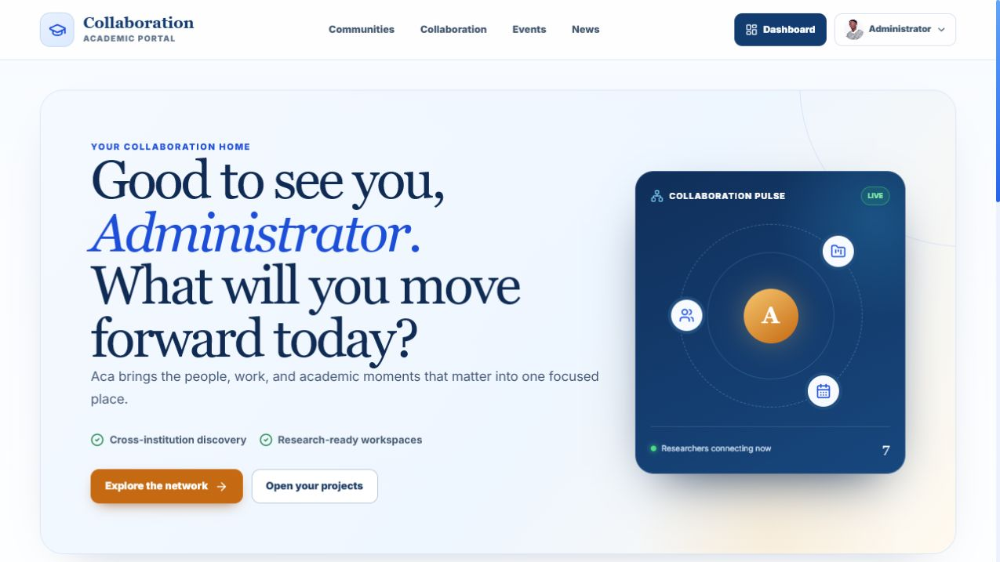 Collaboration
ACADEMIC PORTAL
Communities
Collaboration
Events
News
Dashboard
Administrator
YOUR COLLABORATION HOME
Good to see you,
Administrator.
What will you move
forward today?
Aca brings the people, work, and academic moments that matter into one focused
place.
Cross-institution discovery
Research-ready workspaces
Explore the network
Open your projects
COLLABORATION PULSE
LIVE
A
Researchers connecting now
7